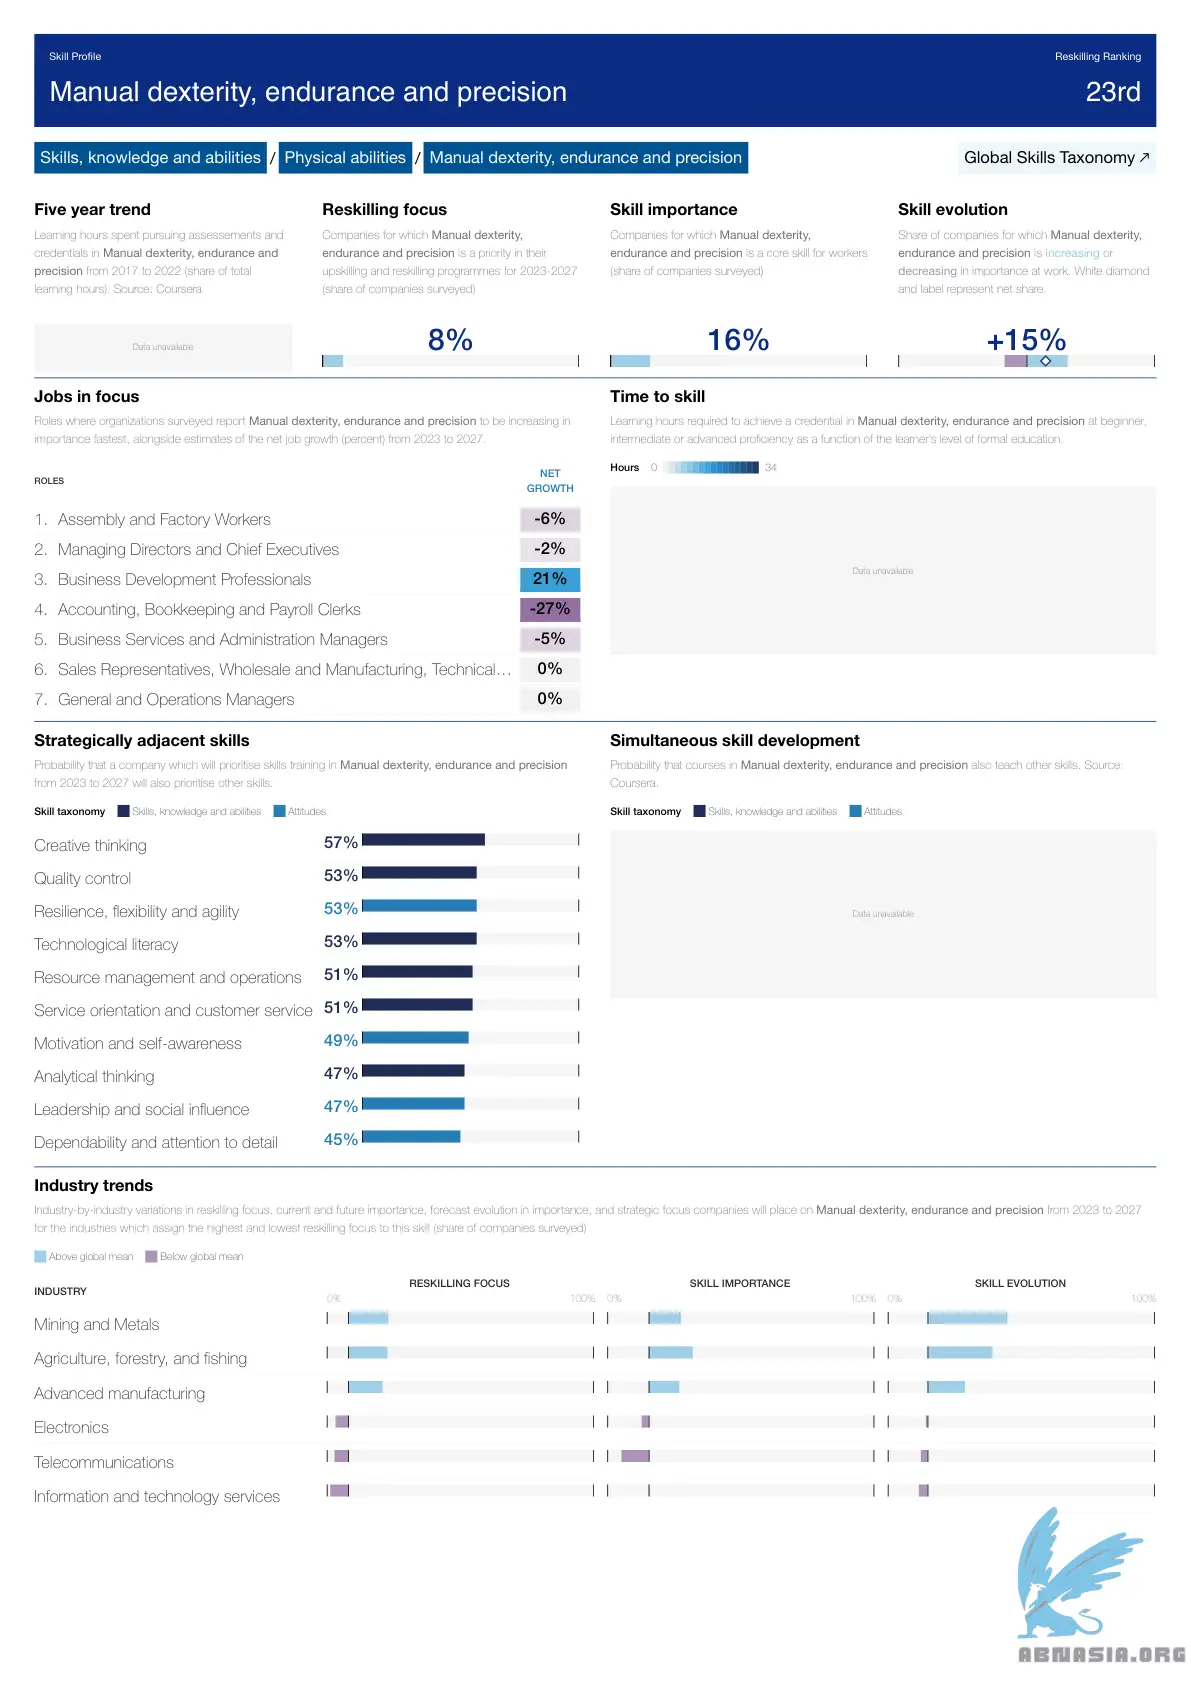 Skill Profile
Reskilling Ranking
Manual dexterity, endurance and precision
23rd
Skills, knowledge and abilities / Physical abilities / Manual dexterity, endurance and precision
Global Skills Taxonomy ↗
Five year trend
Learning hours spent pursuing assessements and
credentials in Manual dexterity, endurance and
precision from 2017 to 2022 (share of total
learning hours). Source: Coursera
Data unavailable
Reskilling focus
Companies for which Manual dexterity,
endurance and precision is a priority in their
upskilling and reskilling programmes for 2023-2027
(share of companies surveyed)
8%
Skill importance
Companies for which Manual dexterity,
endurance and precision is a core skill for workers
(share of companies surveyed)
16%
Skill evolution
Share of companies for which Manual dexterity,
endurance and precision is increasing or
decreasing in importance at work. White diamond
and label represent net share.
+15%
Jobs in focus
Roles where organizations surveyed report Manual dexterity, endurance and precision to be increasing in
importance fastest, alongside estimates of the net job growth (percent) from 2023 to 2027.
ROLES
NET
GROWTH
1. Assembly and Factory Workers -6%
2. Managing Directors and Chief Executives -2%
3. Business Development Professionals 21%
4. Accounting, Bookkeeping and Payroll Clerks -27%
5. Business Services and Administration Managers -5%
6. Sales Representatives, Wholesale and Manufacturing, Technical... 0%
7. General and Operations Managers 0%
Time to skill
Learning hours required to achieve a credential in Manual dexterity, endurance and precision at beginner,
intermediate or advanced proficiency as a function of the learner's level of formal education.
Hours 0 34
Data unavailable
Strategically adjacent skills
Probability that a company which will prioritise skills training in Manual dexterity, endurance and precision
from 2023 to 2027 will also prioritise other skills.
Skill taxonomy Skills, knowledge and abilities Attitudes
Creative thinking 57%
Quality control 53%
Resilience, flexibility and agility 53%
Technological literacy 53%
Resource management and operations 51%
Service orientation and customer service 51%
Motivation and self-awareness 49%
Analytical thinking 47%
Leadership and social influence 47%
Dependability and attention to detail 45%
Simultaneous skill development
Probability that courses in Manual dexterity, endurance and precision also teach other skills. Source:
Coursera.
Skill taxonomy Skills, knowledge and abilities Attitudes
Data unavailable
Industry trends
Industry-by-industry variations in reskilling focus, current and future importance, forecast evolution in importance, and strategic focus companies will place on Manual dexterity, endurance and precision from 2023 to 2027
for the industries which assign the highest and lowest reskilling focus to this skill (share of companies surveyed)
Above global mean Below global mean
INDUSTRY
RESKILLING FOCUS SKILL IMPORTANCE SKILL EVOLUTION
0% 100% 0% 100% 0% 100%
Mining and Metals
Agriculture, forestry, and fishing
Advanced manufacturing
Electronics
Telecommunications
Information and technology services
ABNASIA.ORG